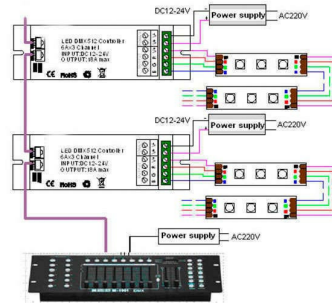 DC12-24V
Power supply
AC220V
LED DMX512 Controller
6A×3 Channel
INPUT:DC12-24V
OUTPUT:18A max
CE RoHS
DC12-24V
Power supply
AC220V
LED DMX512 Controller
6A×3 Channel
INPUT:DC12-24V
OUTPUT:18A max
CE RoHS
Power supply
AC220V